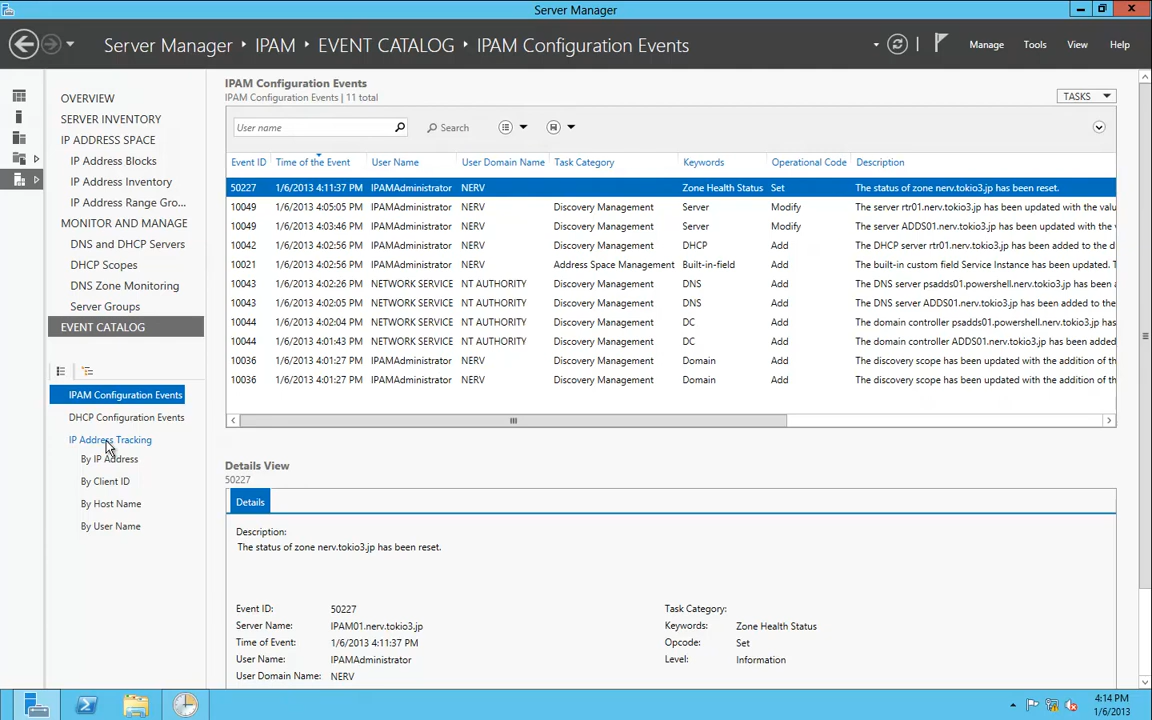 Server Manager
Server Manager ‣ IPAM ‣ EVENT CATALOG ‣ IPAM Configuration Events
Manage Tools View Help
OVERVIEW
SERVER INVENTORY
IP ADDRESS SPACE
IP Address Blocks
IP Address Inventory
IP Address Range Gro...
MONITOR AND MANAGE
DNS and DHCP Servers
DHCP Scopes
DNS Zone Monitoring
Server Groups
EVENT CATALOG
IPAM Configuration Events
DHCP Configuration Events
IP Address Tracking
By IP Address
By Client ID
By Host Name
By User Name
IPAM Configuration Events
IPAM Configuration Events | 11 total
TASKS
User name
Search
Event ID Time of the Event User Name User Domain Name Task Category Keywords Operational Code Description
50227 1/6/2013 4:11:37 PM IPAMAdministrator NERV Zone Health Status Set The status of zone nerv.tokio3.jp has been reset.
10049 1/6/2013 4:05:05 PM IPAMAdministrator NERV Discovery Management Server Modify The server rtr01.nerv.tokio3.jp has been updated with the valu
10049 1/6/2013 4:03:46 PM IPAMAdministrator NERV Discovery Management Server Modify The server ADDS01.nerv.tokio3.jp has been updated with the v
10042 1/6/2013 4:02:56 PM IPAMAdministrator NERV Discovery Management DHCP Add The DHCP server rtr01.nerv.tokio3.jp has been added to the d
10021 1/6/2013 4:02:56 PM IPAMAdministrator NERV Address Space Management Built-in-field Add The built-in custom field Service Instance has been updated. T
10043 1/6/2013 4:02:26 PM NETWORK SERVICE NT AUTHORITY Discovery Management DNS Add The DNS server psadds01.powershell.nerv.tokio3.jp has been a
10043 1/6/2013 4:02:05 PM NETWORK SERVICE NT AUTHORITY Discovery Management DNS Add The DNS server ADDS01.nerv.tokio3.jp has been added to the
10044 1/6/2013 4:02:04 PM NETWORK SERVICE NT AUTHORITY Discovery Management DC Add The domain controller psadds01.powershell.nerv.tokio3.jp has
10044 1/6/2013 4:01:43 PM NETWORK SERVICE NT AUTHORITY Discovery Management DC Add The domain controller ADDS01.nerv.tokio3.jp has been added
10036 1/6/2013 4:01:27 PM IPAMAdministrator NERV Discovery Management Domain Add The discovery scope has been updated with the addition of th
10036 1/6/2013 4:01:27 PM IPAMAdministrator NERV Discovery Management Domain Add The discovery scope has been updated with the addition of th
Details View
50227
Details
Description:
The status of zone nerv.tokio3.jp has been reset.
Event ID: 50227 Task Category:
Server Name: IPAM01.nerv.tokio3.jp Keywords: Zone Health Status
Time of Event: 1/6/2013 4:11:37 PM Opcode: Set
User Name: IPAMAdministrator Level: Information
User Domain Name: NERV
4:14 PM
1/6/2013